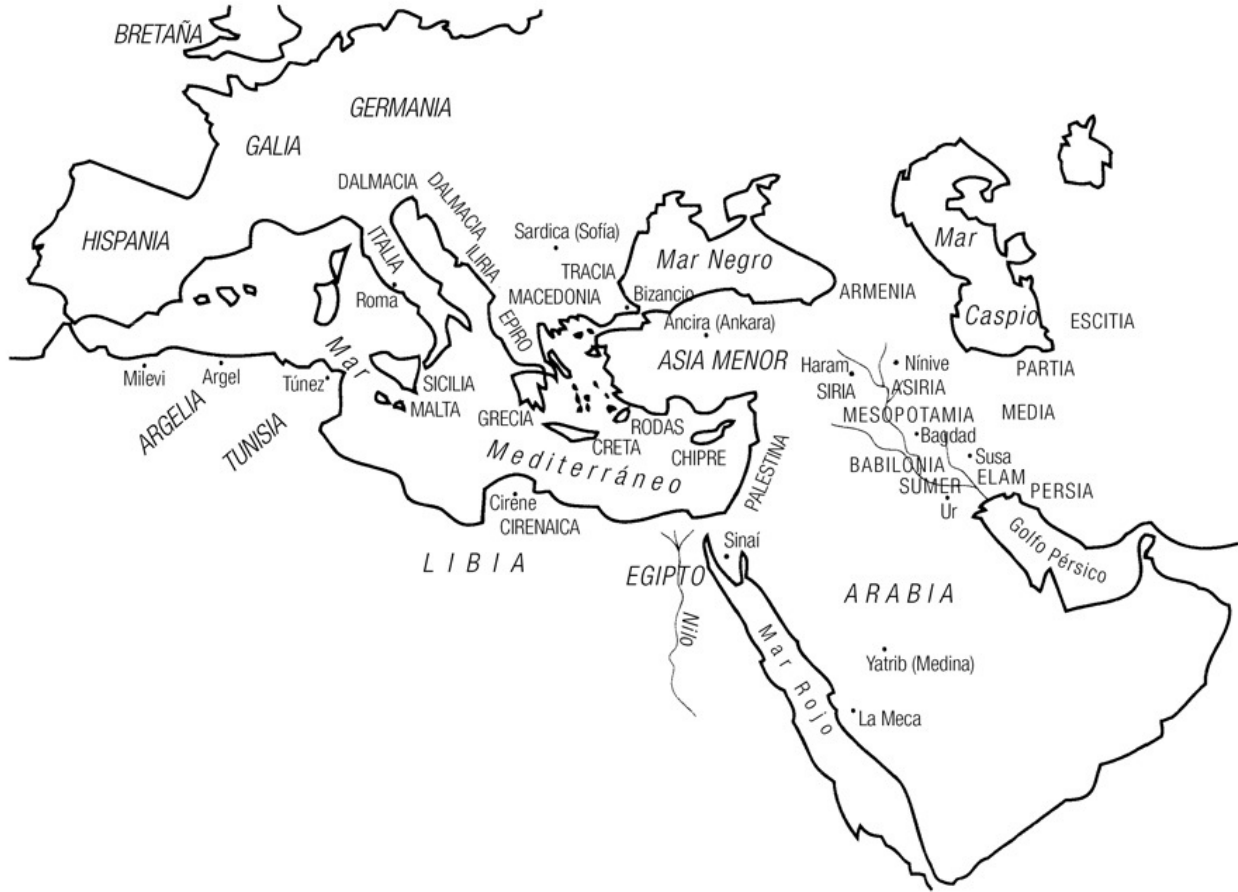 BRETAÑA
GERMANIA
GALIA
DALMACIA
DALMACIA
HISPANIA
ITALIA
ILIRIA
Sardica (Sofía)
Mar Negro
Mar
Caspio
TRACIA
MACEDONIA
Bizancio
ARMENIA
ESCITIA
Roma
EPIRO
Ancira (Ankara)
ASIA MENOR
Haram
SIRIA
Nínive
ASIRIA
PARTIA
Milevi
Argel
Túnez
Mar
SICILIA
MALTA
ARGELIA
TUNISIA
GRECIA
RODAS
CRETA
CHIPRE
Mediterráneo
PALESTINA
MESOPOTAMIA
MEDIA
Bagdad
BABILONIA
Susa
ELAM
SUMER
PERSIA
Ur
Cirene
CIRENAICA
Golfo Pérsico
LIBIA
Sinaí
EGIPTO
Nilo
ARABIA
Mar Rojo
Yatrib (Medina)
La Meca